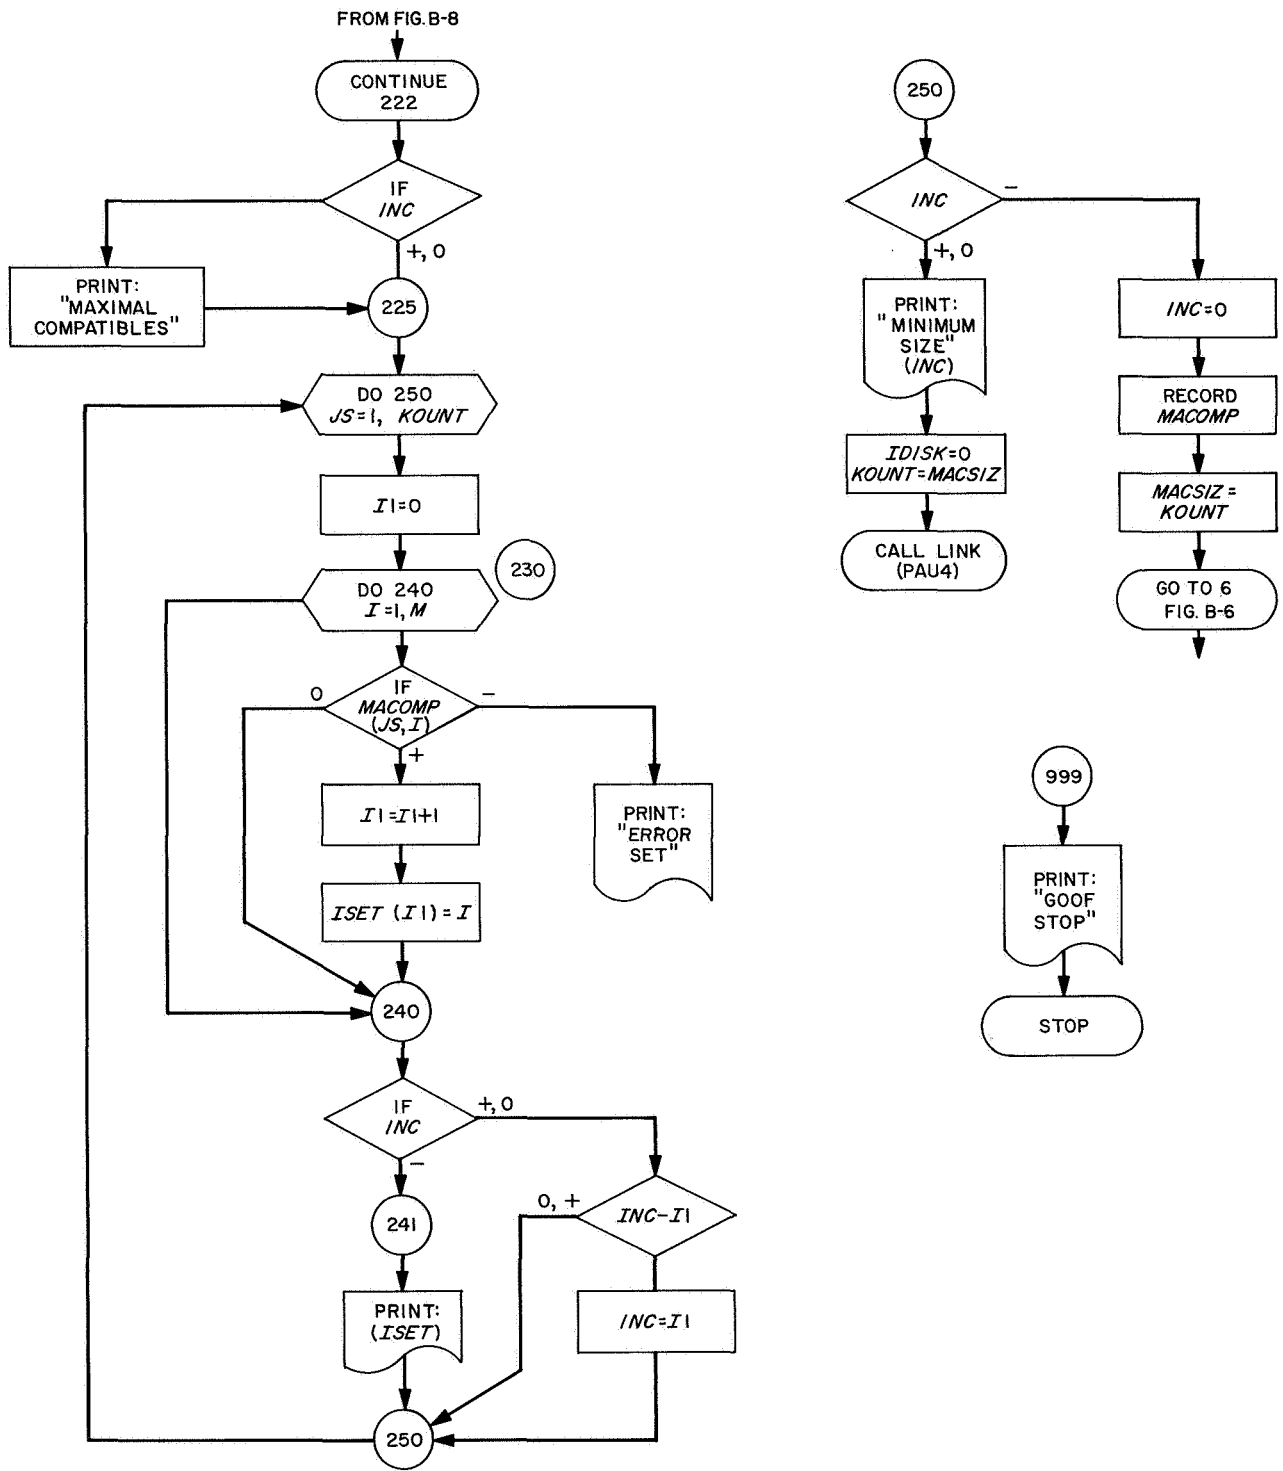 FROM FIG. B-8
CONTINUE
222
IF
INC
+, 0
PRINT:
"MAXIMAL
COMPATIBLES"
225
DO 250
JS=1, KOUNT
I1=0
230
DO 240
I=1, M
IF
MACOMP
(JS, I)
0
-
+
I1=I1+1
PRINT:
"ERROR
SET"
ISET (I1)=I
240
IF
INC
+, 0
-
241
0, +
INC-I1
PRINT:
(ISET)
INC=I1
250
250
INC
-
+, 0
PRINT:
"MINIMUM
SIZE"
(INC)
IDISK=0
KOUNT=MACSIZ
CALL LINK
(PAU4)
INC=0
RECORD
MACOMP
MACSIZ=
KOUNT
GO TO 6
FIG. B-6
999
PRINT:
"GOOF
STOP"
STOP